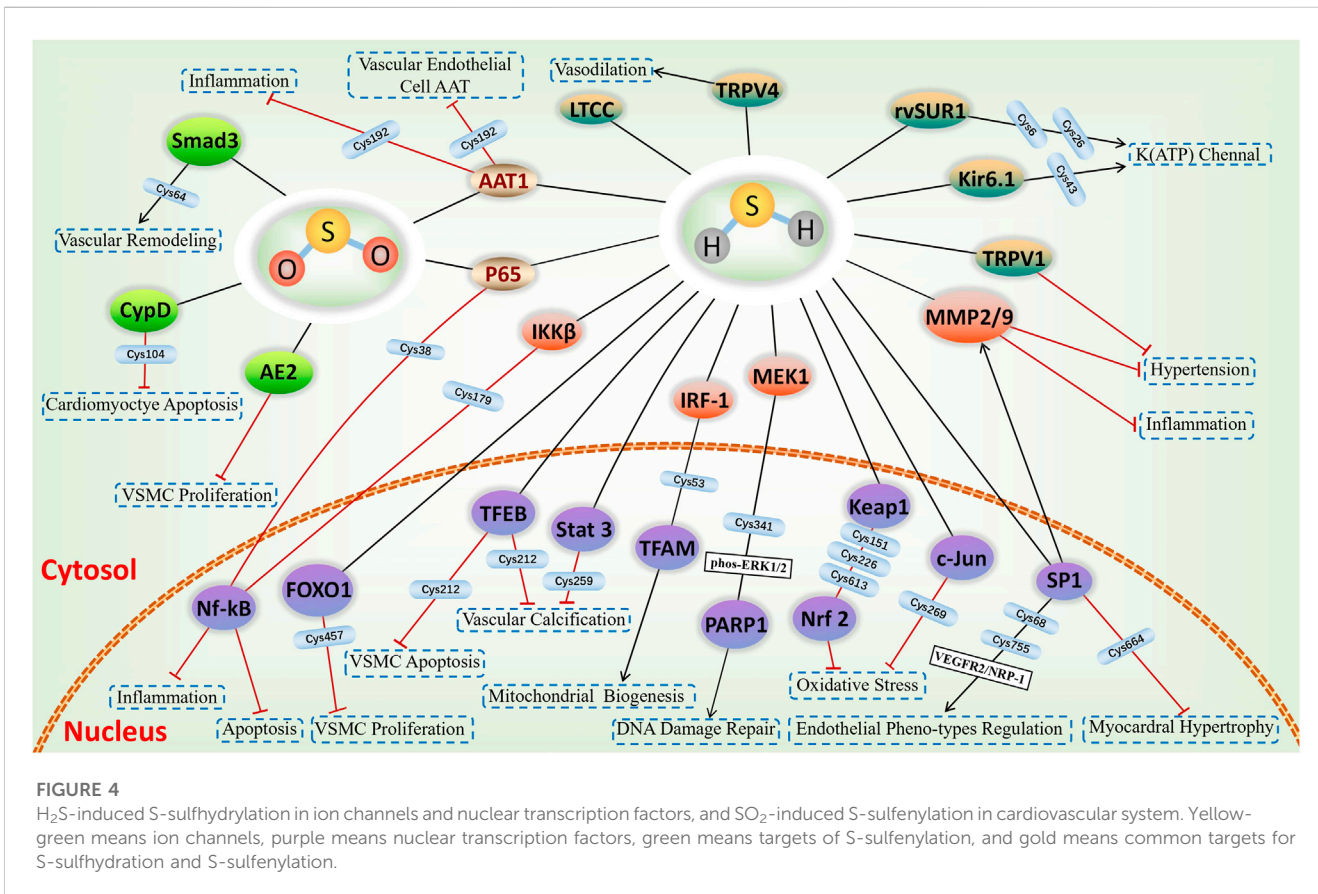 Inflammation
Vascular Endothelial
Cell AAT
Vasodilation
TRPV4
LTCC
rvSUR1
Cys6
Cys26
K(ATP) Chennal
Smad3
Cys192
Cys192
AAT1
Kir6.1
Cys43
Cys64
Vascular Remodeling
S
O
O
S
H
H
P65
TRPV1
CypD
Cys104
Cardiomyoctye Apoptosis
AE2
VSMC Proliferation
IKKβ
Cys38
Cys179
MMP2/9
Hypertension
Inflammation
IRF-1
MEK1
Cytosol
Nucleus
Nf-kB
Inflammation
Apoptosis
FOXO1
Cys457
VSMC Proliferation
TFEB
Cys212
Cys212
VSMC Apoptosis
Stat 3
Cys259
Vascular Calcification
Cys53
TFAM
Mitochondrial Biogenesis
Cys341
phos-ERK1/2
PARP1
DNA Damage Repair
Keap1
Cys151
Cys226
Cys613
Nrf 2
c-Jun
Cys269
Oxidative Stress
SP1
Cys68
Cys755
VEGFR2/NRP-1
Endothelial Pheno-types Regulation
Cys664
Myocardral Hypertrophy
FIGURE 4
H₂S-induced S-sulfhydrylation in ion channels and nuclear transcription factors, and SO₂-induced S-sulfenylation in cardiovascular system. Yellow-
green means ion channels, purple means nuclear transcription factors, green means targets of S-sulfenylation, and gold means common targets for
S-sulfhydration and S-sulfenylation.